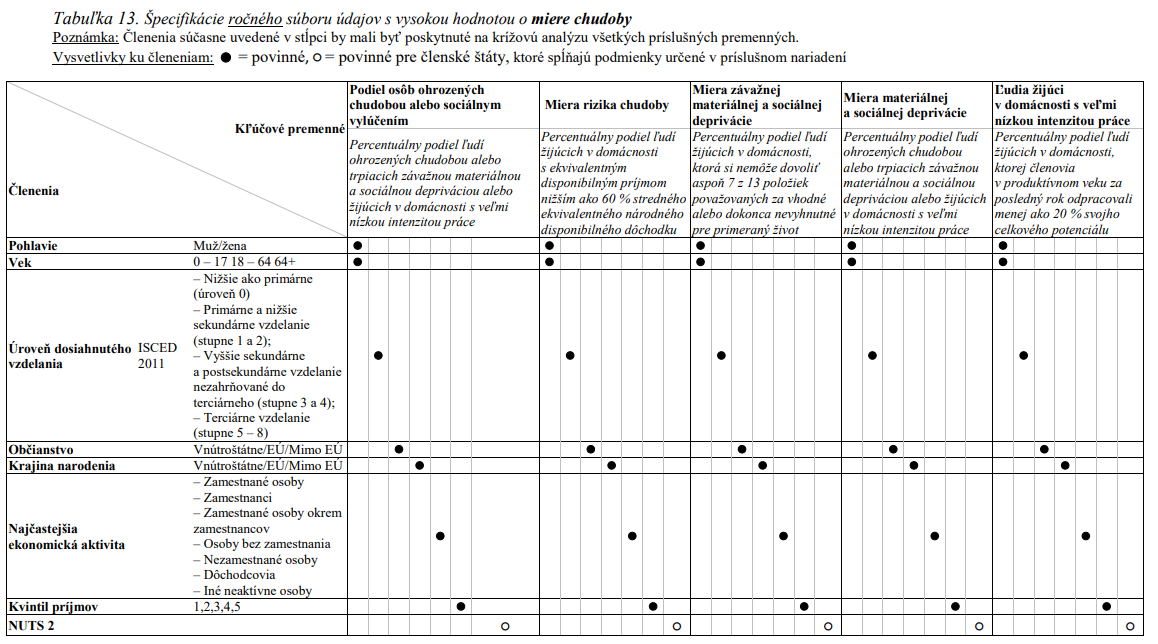 Tabuľka 13. Špecifikácie ročného súboru údajov s vysokou hodnotou o miere chudoby
Poznámka: Členenia súčasne uvedené v stĺpci by mali byť poskytnuté na krížovú analýzu všetkých príslušných premenných.
Vysvetlivky ku členeniam: ● = povinné, ○ = povinné pre členské štáty, ktoré spĺňajú podmienky určené v príslušnom nariadení
Kľúčové premenné
Členenia
Podiel osôb ohrozených
chudobou alebo sociálnym
vylúčením
Percentuálny podiel ľudí
ohrozených chudobou alebo
trpiacich závažnou materiálnou
a sociálnou depriváciou alebo
žijúcich v domácnosti s veľmi
nízkou intenzitou práce
Miera rizika chudoby
Percentuálny podiel ľudí
žijúcich v domácnosti
s ekvivalentným
disponibilným príjmom
nižším ako 60 % stredného
ekvivalentného národného
disponibilného dôchodku
Miera závažnej
materiálnej a sociálnej
deprivácie
Percentuálny podiel ľudí
žijúcich v domácnosti,
ktorá si nemôže dovoliť
aspoň 7 z 13 položiek
považovaných za vhodné
alebo dokonca nevyhnutné
pre primeraný život
Miera materiálnej
a sociálnej deprivácie
Percentuálny podiel ľudí
ohrozených chudobou
alebo trpiacich závažnou
materiálnou a sociálnou
depriváciou alebo žijúcich
v domácnosti s veľmi
nízkou intenzitou práce
Ľudia žijúci
v domácnosti s veľmi
nízkou intenzitou práce
Percentuálny podiel ľudí
žijúcich v domácnosti,
ktorej členovia
v produktívnom veku za
posledný rok odpracovali
menej ako 20 % svojho
celkového potenciálu
Pohlavie Muž/žena ● ● ● ● ●
Vek 0 – 17 18 – 64 64+ ● ● ● ● ●
Úroveň dosiahnutého
vzdelania
ISCED
2011
– Nižšie ako primárne
(úroveň 0)
– Primárne a nižšie
sekundárne vzdelanie
(stupne 1 a 2);
– Vyššie sekundárne
a postsekundárne vzdelanie
nezahrňované do
terciárneho (stupne 3 a 4);
– Terciárne vzdelanie
(stupne 5 – 8)
● ● ● ● ●
Občianstvo Vnútroštátne/EÚ/Mimo EÚ ● ● ● ● ●
Krajina narodenia Vnútroštátne/EÚ/Mimo EÚ ● ● ● ● ●
Najčastejšia
ekonomická aktivita
– Zamestnané osoby
– Zamestnanci
– Zamestnané osoby okrem
zamestnancov
– Osoby bez zamestnania
– Nezamestnané osoby
– Dôchodcovia
– Iné neaktívne osoby
● ● ● ● ●
Kvintil príjmov 1,2,3,4,5 ● ● ● ● ●
NUTS 2 ○ ○ ○ ○ ○